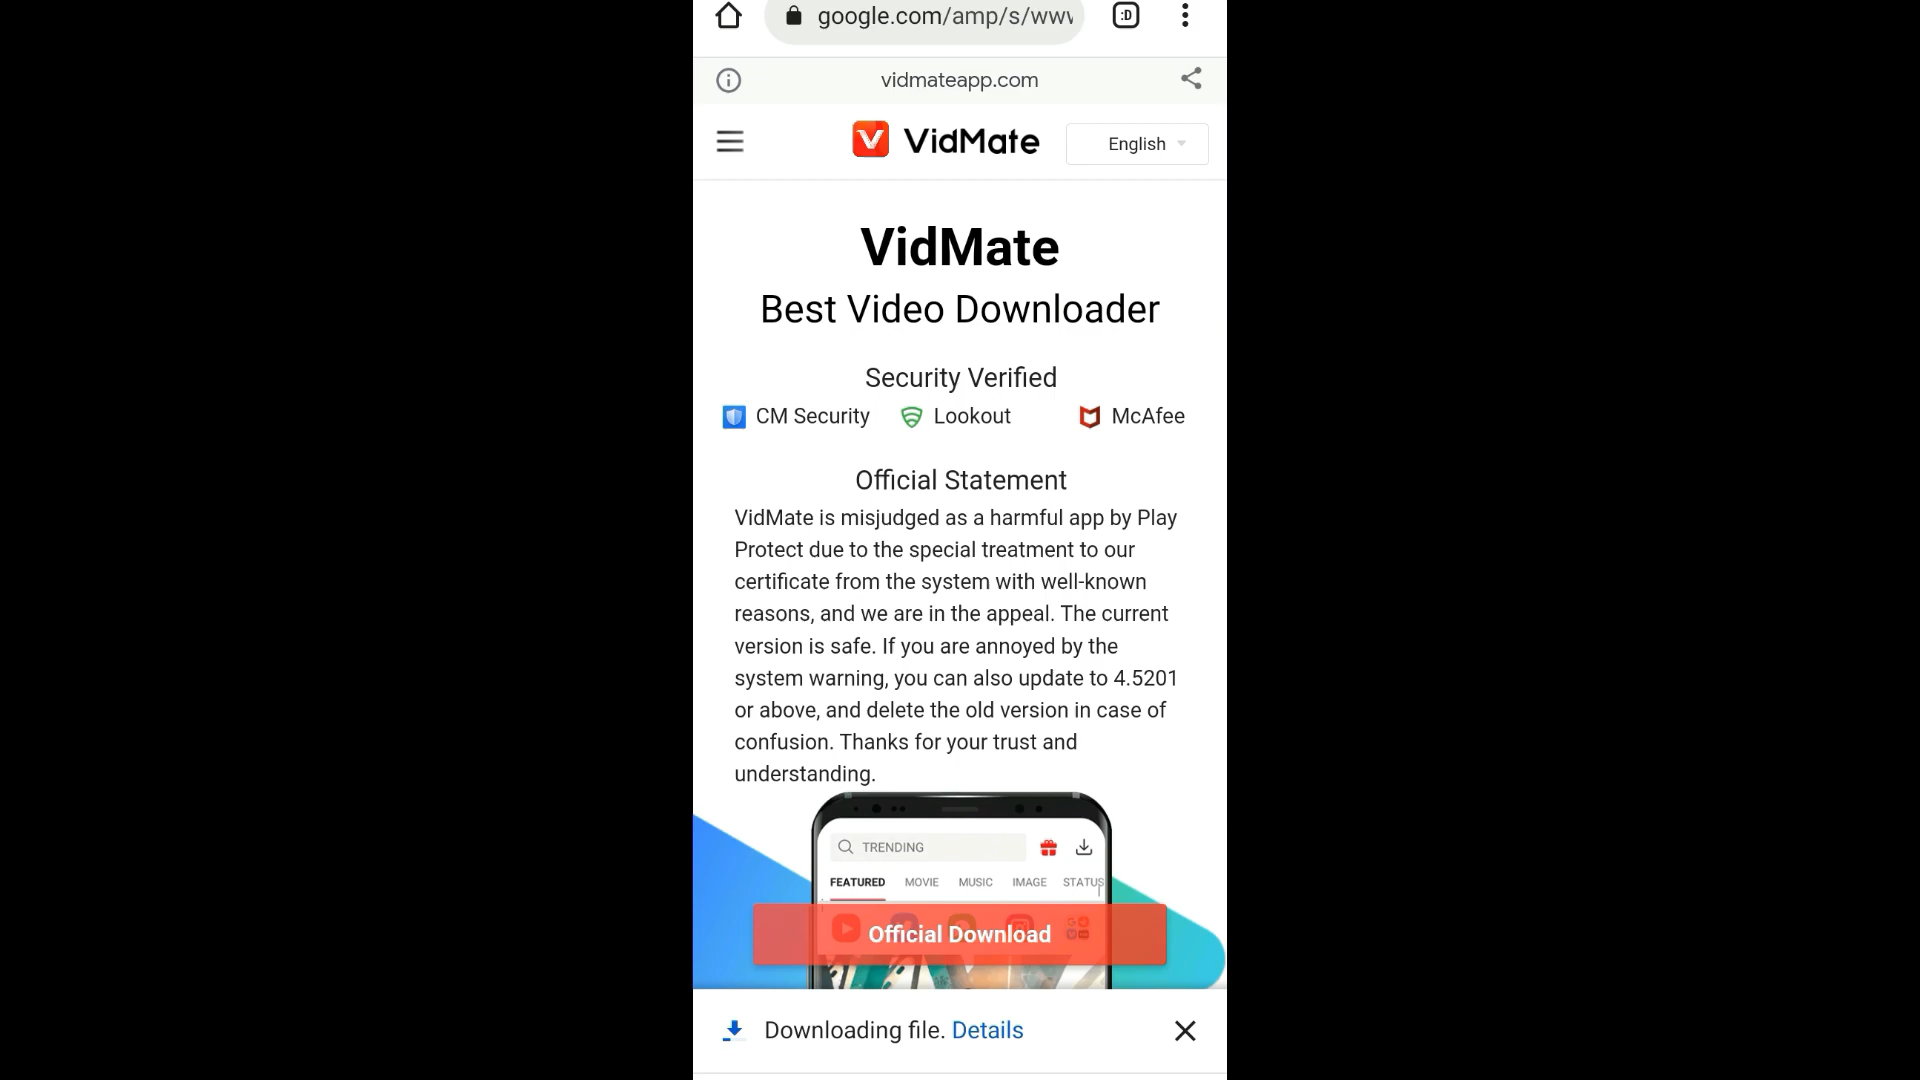 google.com/amp/s/www
:D
vidmateapp.com
VidMate
English
VidMate
Best Video Downloader
Security Verified
CM Security Lookout McAfee
Official Statement
VidMate is misjudged as a harmful app by Play
Protect due to the special treatment to our
certificate from the system with well-known
reasons, and we are in the appeal. The current
version is safe. If you are annoyed by the
system warning, you can also update to 4.5201
or above, and delete the old version in case of
confusion. Thanks for your trust and
understanding.
TRENDING
FEATURED MOVIE MUSIC IMAGE STATUS
Official Download
Downloading file. Details